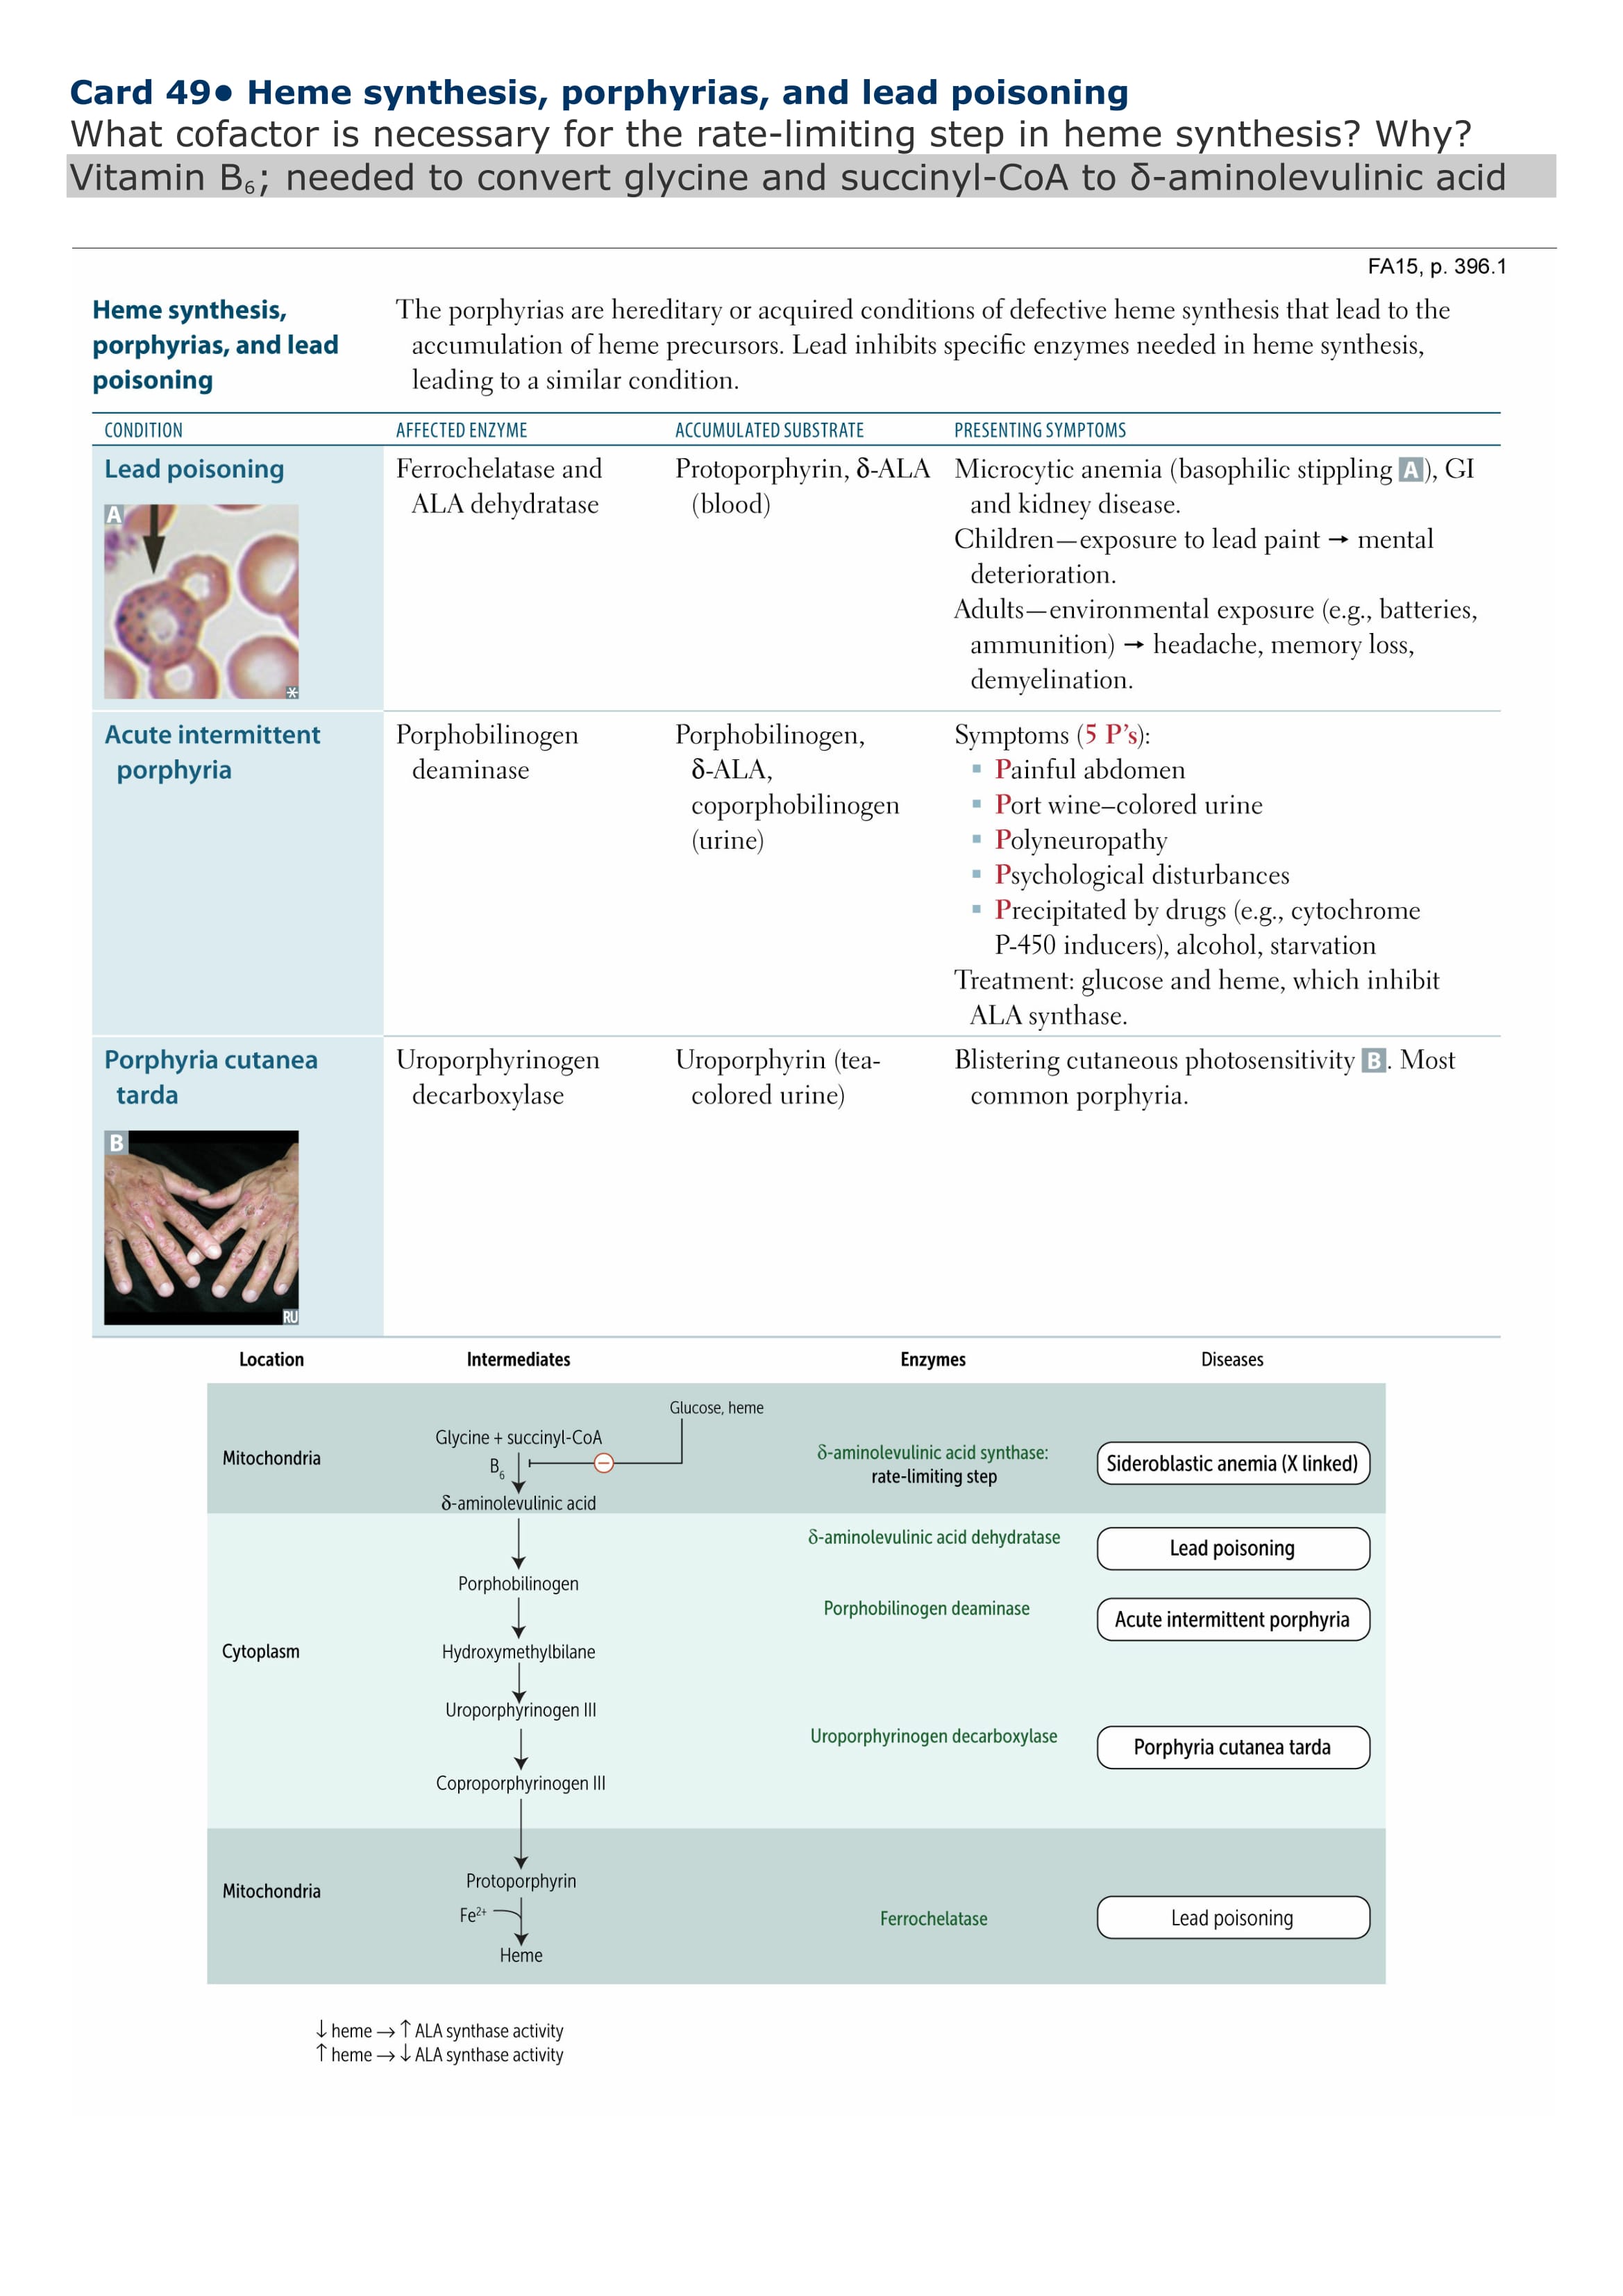 Card 49● Heme synthesis, porphyrias, and lead poisoning
What cofactor is necessary for the rate-limiting step in heme synthesis? Why?
Vitamin B₆; needed to convert glycine and succinyl-CoA to δ-aminolevulinic acid
FA15, p. 396.1
Heme synthesis,
porphyrias, and lead
poisoning
The porphyrias are hereditary or acquired conditions of defective heme synthesis that lead to the
accumulation of heme precursors. Lead inhibits specific enzymes needed in heme synthesis,
leading to a similar condition.
CONDITION
AFFECTED ENZYME
ACCUMULATED SUBSTRATE
PRESENTING SYMPTOMS
Lead poisoning
A
*
Ferrochelatase and
ALA dehydratase
Protoporphyrin, δ-ALA
(blood)
Microcytic anemia (basophilic stippling A), GI
and kidney disease.
Children—exposure to lead paint → mental
deterioration.
Adults—environmental exposure (e.g., batteries,
ammunition) → headache, memory loss,
demyelination.
Acute intermittent
porphyria
Porphobilinogen
deaminase
Porphobilinogen,
δ-ALA,
coporphobilinogen
(urine)
Symptoms (5 P’s):
▪ Painful abdomen
▪ Port wine–colored urine
▪ Polyneuropathy
▪ Psychological disturbances
▪ Precipitated by drugs (e.g., cytochrome
P-450 inducers), alcohol, starvation
Treatment: glucose and heme, which inhibit
ALA synthase.
Porphyria cutanea
tarda
B
RU
Uroporphyrinogen
decarboxylase
Uroporphyrin (tea-
colored urine)
Blistering cutaneous photosensitivity B. Most
common porphyria.
Location
Intermediates
Enzymes
Diseases
Mitochondria
Glucose, heme
Glycine + succinyl-CoA
B₆
−
δ-aminolevulinic acid
δ-aminolevulinic acid synthase:
rate-limiting step
Sideroblastic anemia (X linked)
Cytoplasm
δ-aminolevulinic acid dehydratase
Lead poisoning
Porphobilinogen
Porphobilinogen deaminase
Acute intermittent porphyria
Hydroxymethylbilane
Uroporphyrinogen III
Uroporphyrinogen decarboxylase
Porphyria cutanea tarda
Coproporphyrinogen III
Mitochondria
Protoporphyrin
Fe²⁺
Ferrochelatase
Lead poisoning
Heme
↓ heme → ↑ ALA synthase activity
↑ heme → ↓ ALA synthase activity